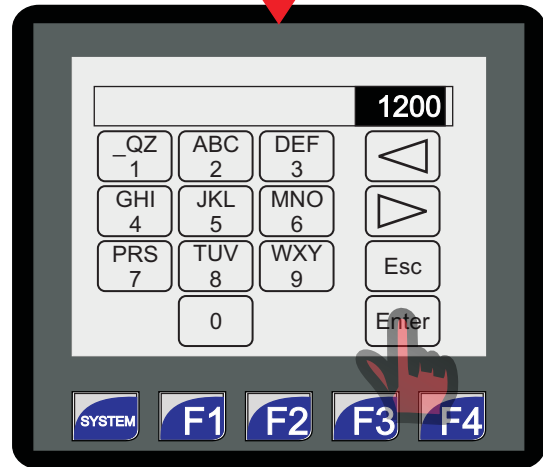 1200
_QZ ABC DEF
1 2 3
GHI JKL MNO
4 5 6
PRS TUV WXY Esc
7 8 9
0 Enter
SYSTEM F1 F2 F3 F4